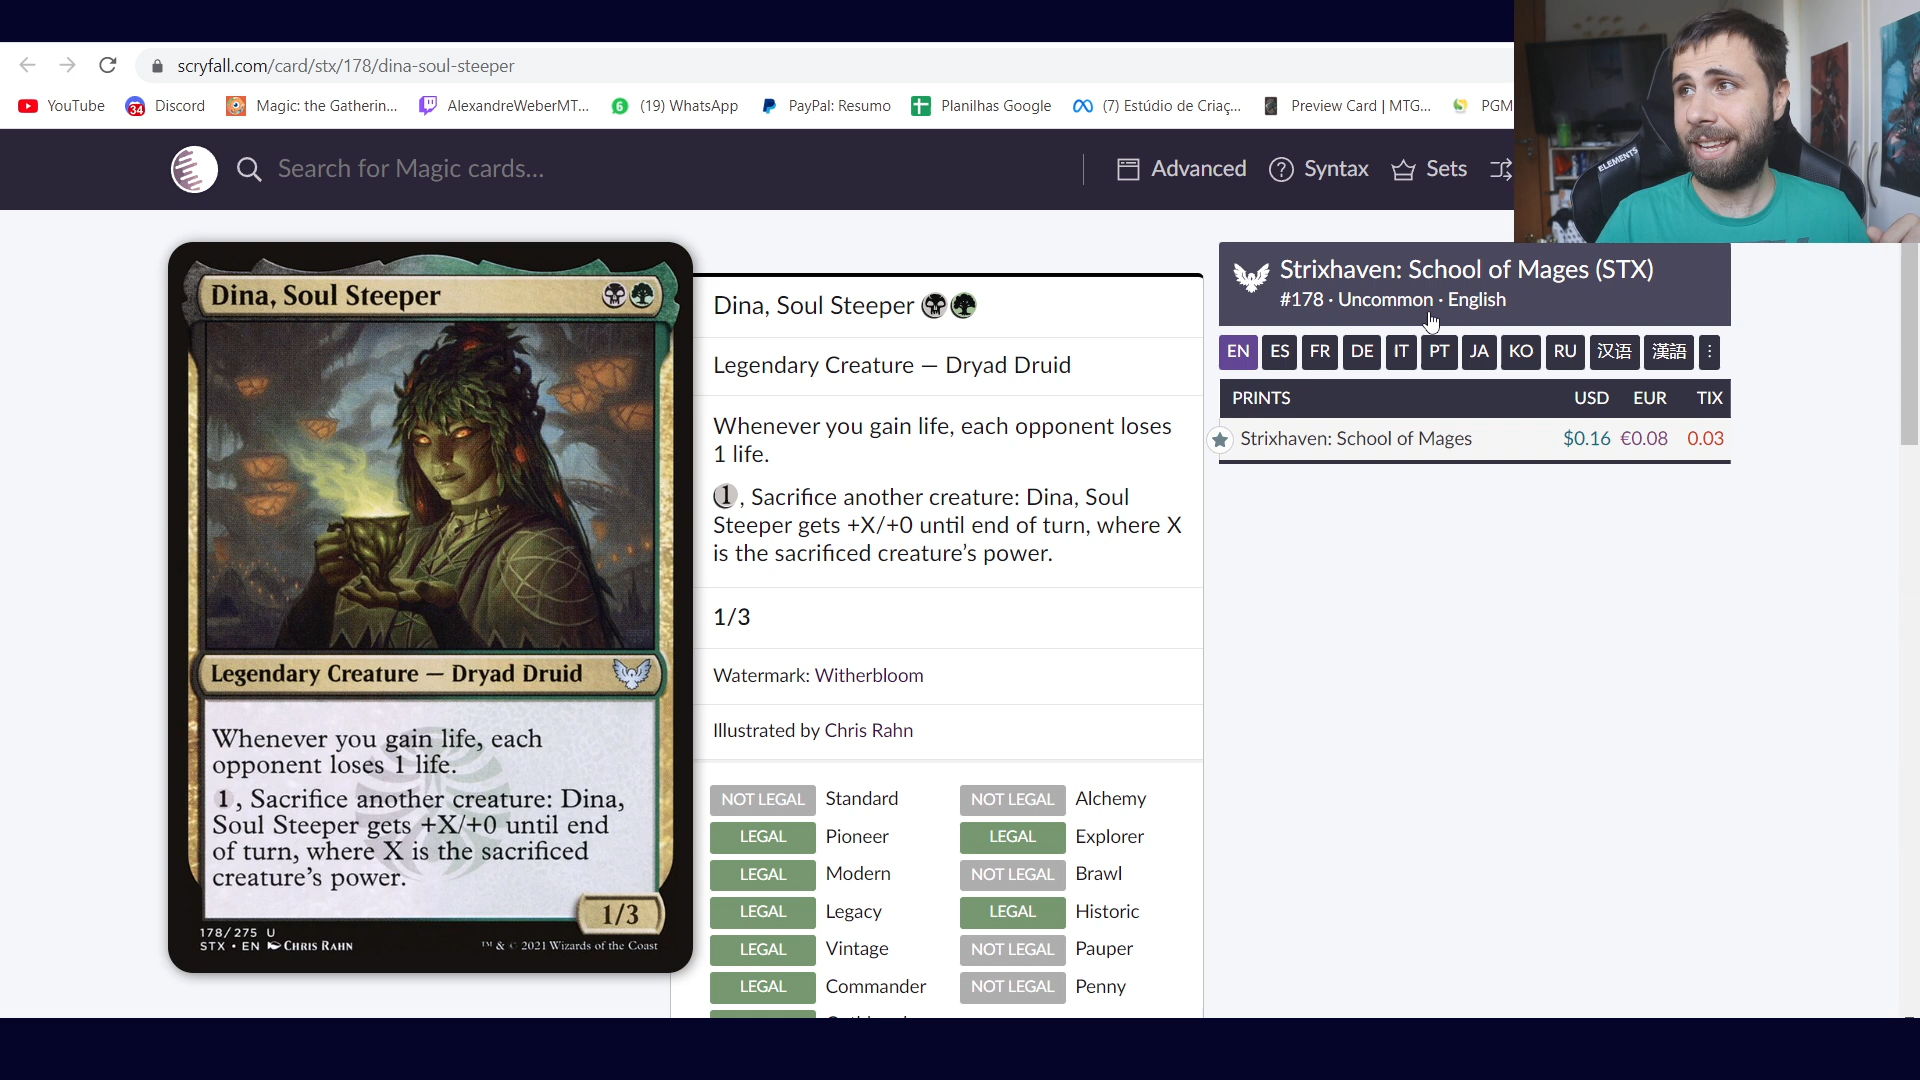 scryfall.com/card/stx/178/dina-soul-steeper
YouTube
34
Discord
Magic: the Gatherin...
AlexandreWeberMT...
6
(19) WhatsApp
PayPal: Resumo
Planilhas Google
(7) Estúdio de Criaç...
Preview Card | MTG...
PGM
Search for Magic cards...
Advanced
Syntax
Sets
ELEMENTS
Dina, Soul Steeper
Legendary Creature — Dryad Druid
Whenever you gain life, each
opponent loses 1 life.
1, Sacrifice another creature: Dina,
Soul Steeper gets +X/+0 until end
of turn, where X is the sacrificed
creature's power.
1/3
178/275 U
STX • EN CHRIS RAHN
™ & © 2021 Wizards of the Coast
Dina, Soul Steeper
Legendary Creature — Dryad Druid
Whenever you gain life, each opponent loses
1 life.
1, Sacrifice another creature: Dina, Soul
Steeper gets +X/+0 until end of turn, where X
is the sacrificed creature's power.
1/3
Watermark: Witherbloom
Illustrated by Chris Rahn
NOT LEGAL Standard NOT LEGAL Alchemy
LEGAL Pioneer LEGAL Explorer
LEGAL Modern NOT LEGAL Brawl
LEGAL Legacy LEGAL Historic
LEGAL Vintage NOT LEGAL Pauper
LEGAL Commander NOT LEGAL Penny
Strixhaven: School of Mages (STX)
#178 · Uncommon · English
EN ES FR DE IT PT JA KO RU 汉语 漢語
PRINTS USD EUR TIX
Strixhaven: School of Mages $0.16 €0.08 0.03